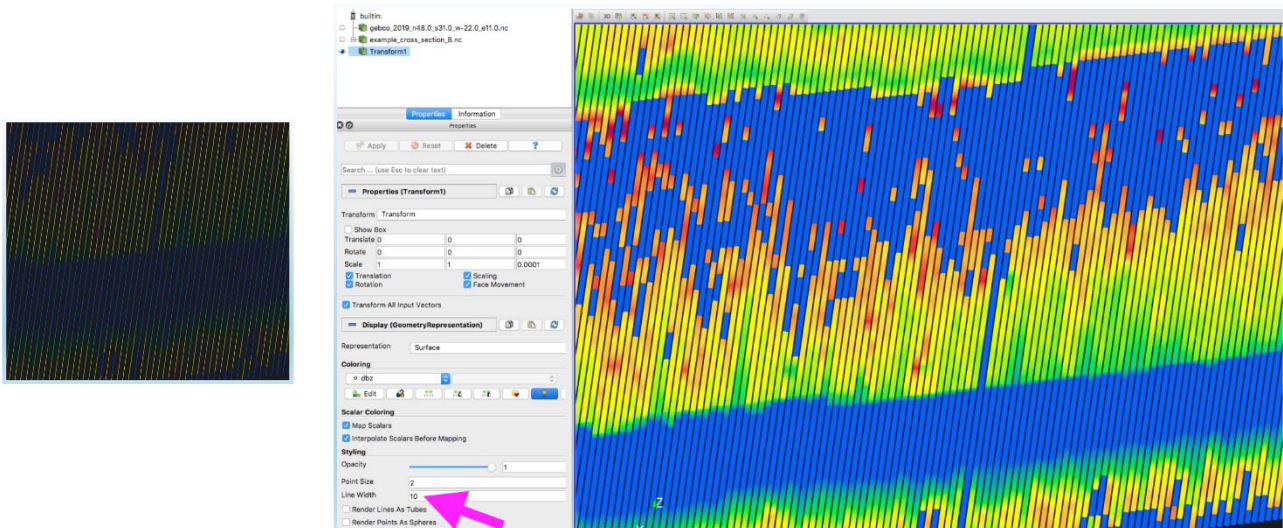 builtin:
gebco_2019_n48.0_s31.0_w-22.0_e11.0.nc
example_cross_section_B.nc
Transform1
Properties Information
Properties
Apply Reset Delete ?
Search ... (use Esc to clear text)
Properties (Transform1)
Transform Transform
Show Box
Translate 0 0 0
Rotate 0 0 0
Scale 1 1 0.0001
Translation Scaling
Rotation Face Movement
Transform All Input Vectors
Display (GeometryRepresentation)
Representation Surface
Coloring
dbz
Edit
Scalar Coloring
Map Scalars
Interpolate Scalars Before Mapping
Styling
Opacity 1
Point Size 2
Line Width 10
Render Lines As Tubes
Render Points As Spheres
Z